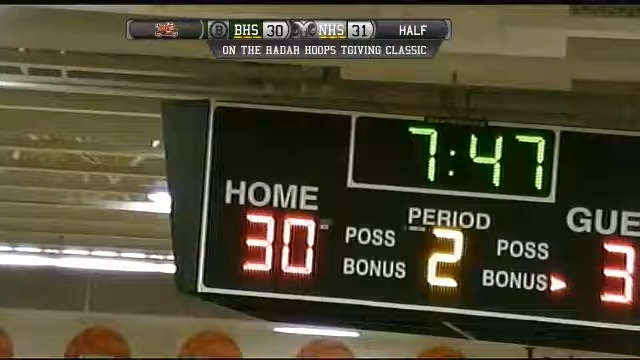 BHS 30 NHS 31 HALF
ON THE RADAR HOOPS TGIVING CLASSIC
7:47
HOME PERIOD GUE
30 POSS 2 POSS 3
BONUS BONUS